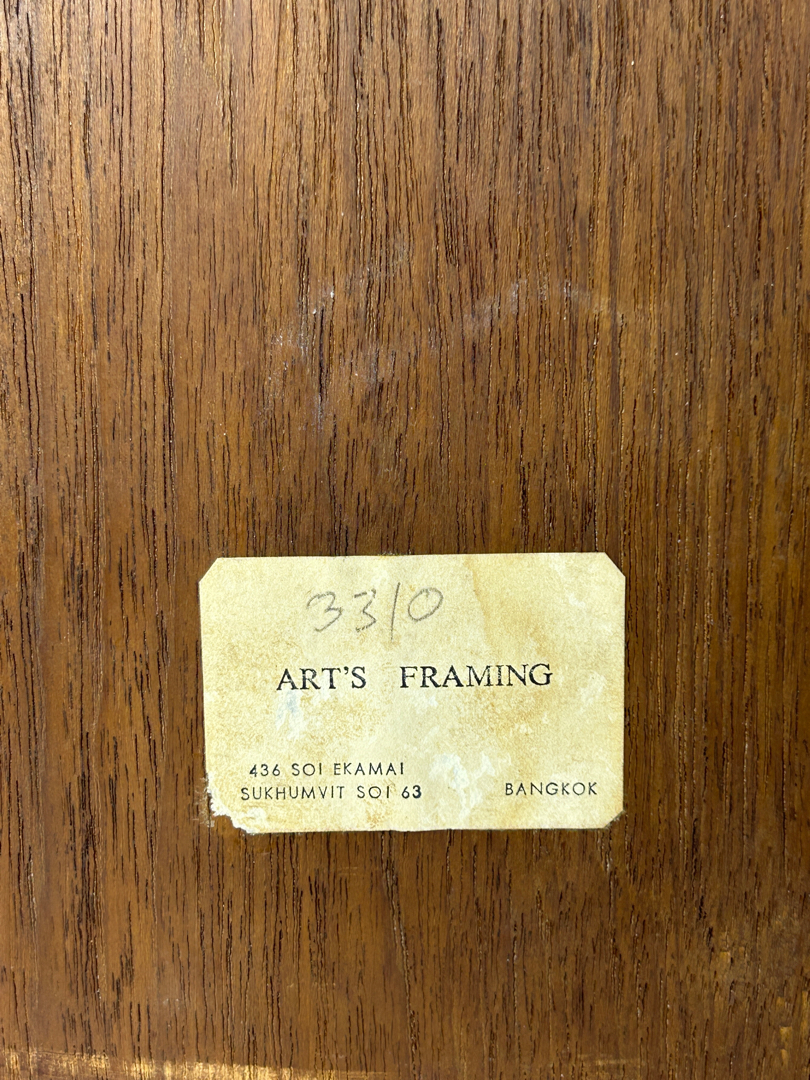 3310
ART'S FRAMING
436 SOI EKAMAI
SUKHUMVIT SOI 63 BANGKOK